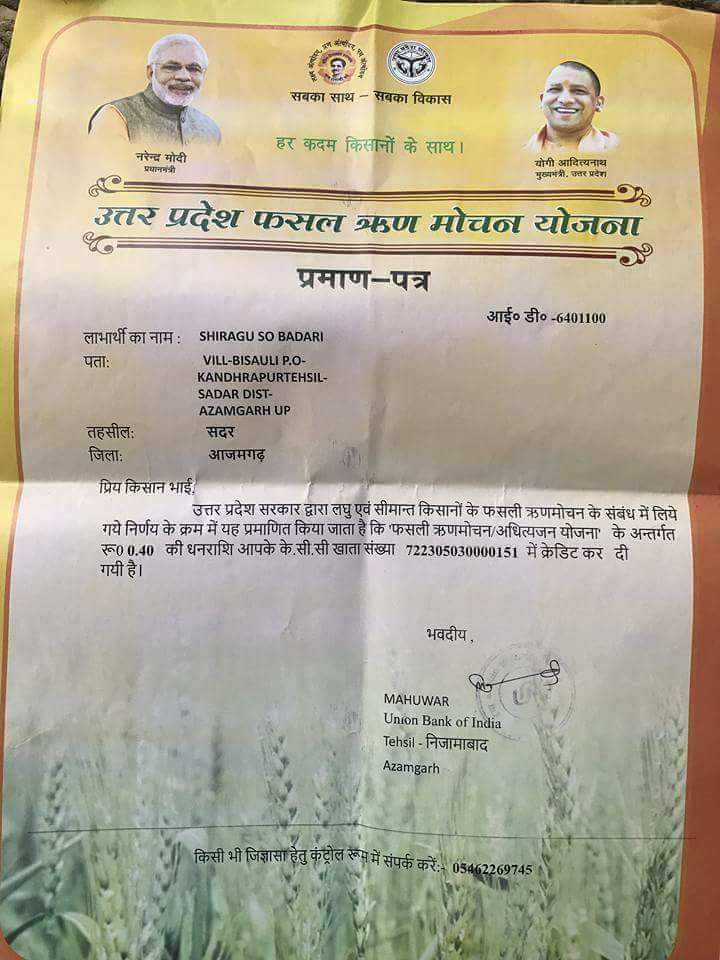 सबका साथ – सबका विकास
हर कदम किसानों के साथ।
नरेन्द्र मोदी
प्रधानमंत्री
योगी आदित्यनाथ
मुख्यमंत्री, उत्तर प्रदेश
उत्तर प्रदेश फसल ऋण मोचन योजना
प्रमाण–पत्र
आई० डी० -6401100
लाभार्थी का नाम : SHIRAGU SO BADARI
पता: VILL-BISAULI P.O-
KANDHRAPURTEHSIL-
SADAR DIST-
AZAMGARH UP
तहसील: सदर
जिला: आजमगढ़
प्रिय किसान भाई,
उत्तर प्रदेश सरकार द्वारा लघु एवं सीमान्त किसानों के फसली ऋणमोचन के संबंध में लिये
गये निर्णय के क्रम में यह प्रमाणित किया जाता है कि 'फसली ऋणमोचन/अधित्यजन योजना' के अन्तर्गत
रू0 0.40 की धनराशि आपके के.सी.सी खाता संख्या 722305030000151 में क्रेडिट कर दी
गयी है।
भवदीय ,
MAHUWAR
Union Bank of India
Tehsil - निजामाबाद
Azamgarh
किसी भी जिज्ञासा हेतु कंट्रोल रूम में संपर्क करें:- 05462269745